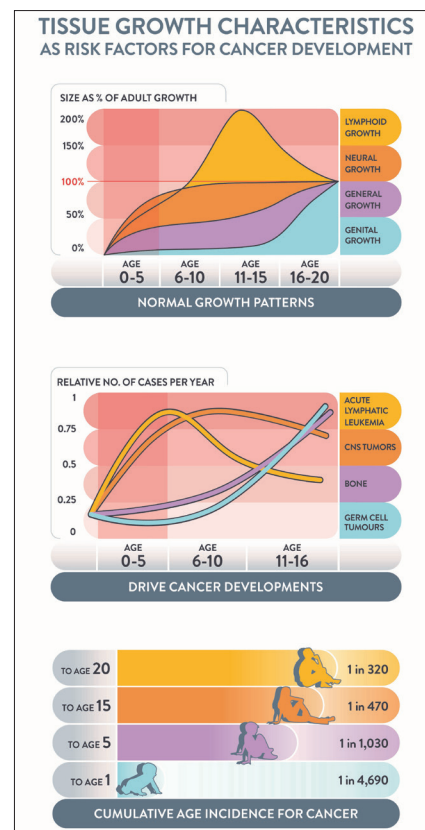 TISSUE GROWTH CHARACTERISTICS
AS RISK FACTORS FOR CANCER DEVELOPMENT
SIZE AS % OF ADULT GROWTH
200%
150%
100%
50%
0%
LYMPHOID
GROWTH
NEURAL
GROWTH
GENERAL
GROWTH
GENITAL
GROWTH
AGE
0-5
AGE
6-10
AGE
11-15
AGE
16-20
NORMAL GROWTH PATTERNS
RELATIVE NO. OF CASES PER YEAR
1
0.75
0.5
0.25
0
ACUTE
LYMPHATIC
LEUKEMIA
CNS TUMORS
BONE
GERM CELL
TUMOURS
AGE
0-5
AGE
6-10
AGE
11-16
DRIVE CANCER DEVELOPMENTS
TO AGE 20
1 in 320
TO AGE 15
1 in 470
TO AGE 5
1 in 1,030
TO AGE 1
1 in 4,690
CUMULATIVE AGE INCIDENCE FOR CANCER